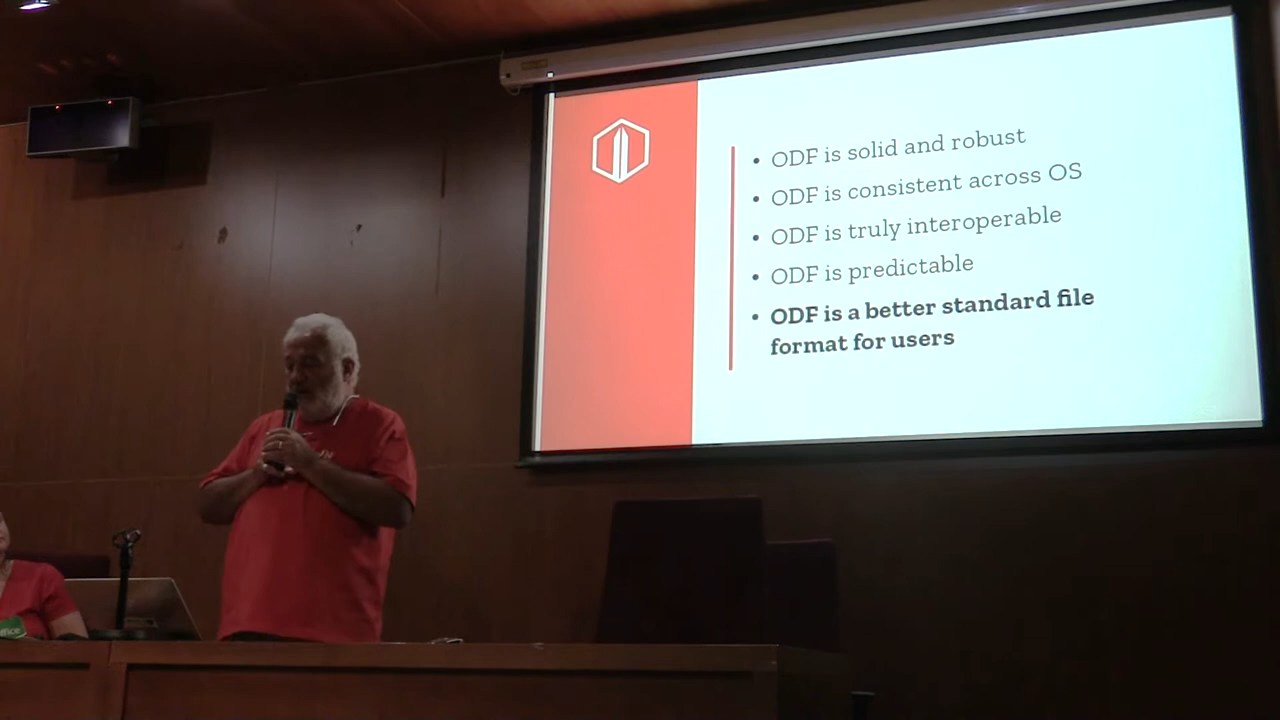 • ODF is solid and robust
• ODF is consistent across OS
• ODF is truly interoperable
• ODF is predictable
• ODF is a better standard file
format for users
ffice